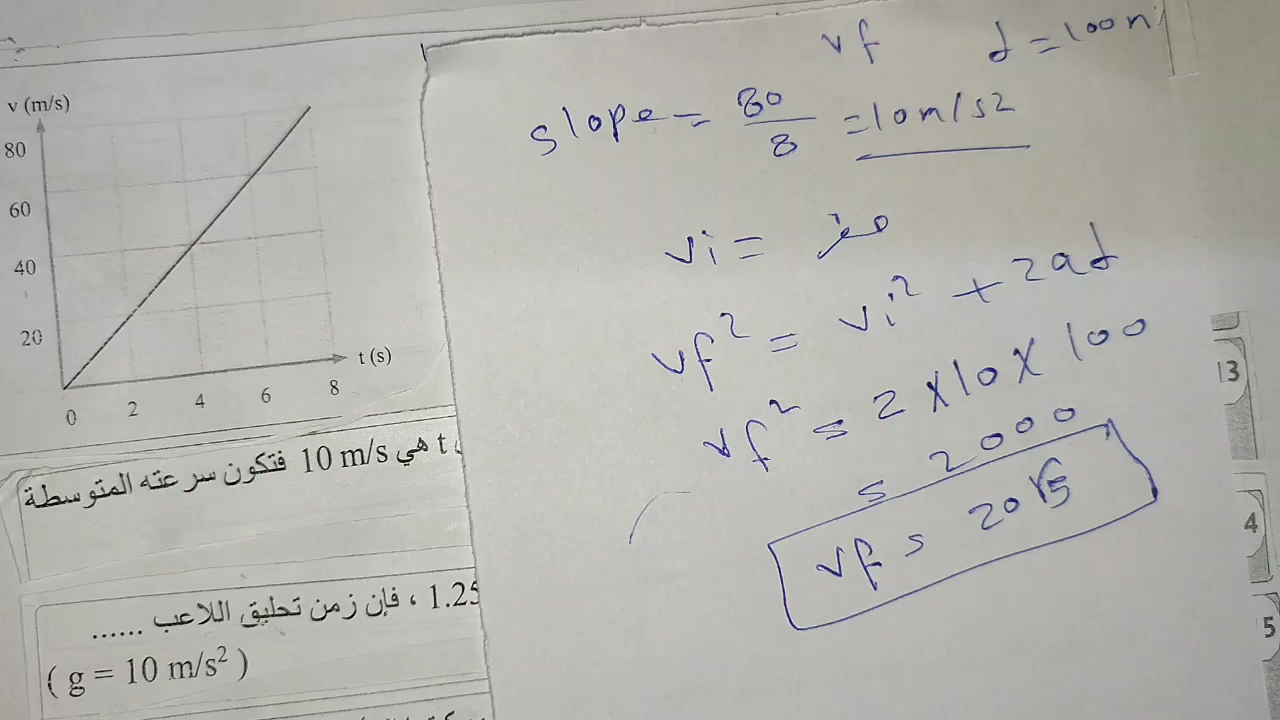 v (m/s)
80
60
40
20
0 2 4 6 8
t (s)
t هي 10 m/s فتكون سرعته المتوسطة
1.25 ، فإن زمن تحليق اللاعب ......
( g = 10 m/s² )
vf d = 100 m
slope = 80/8 = 10 m/s2
vi = صفر
vf² = vi² + 2ad
vf² = 2 x 10 x 100
= 2000
vf = 20√5
13
4
5